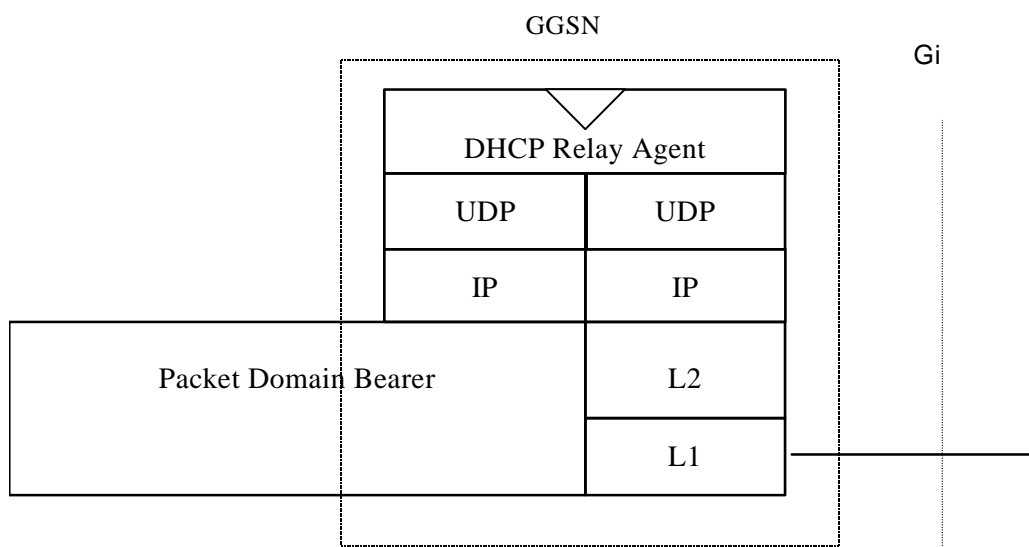 GGSN
Gi
DHCP Relay Agent
UDP UDP
IP IP
Packet Domain Bearer L2
L1